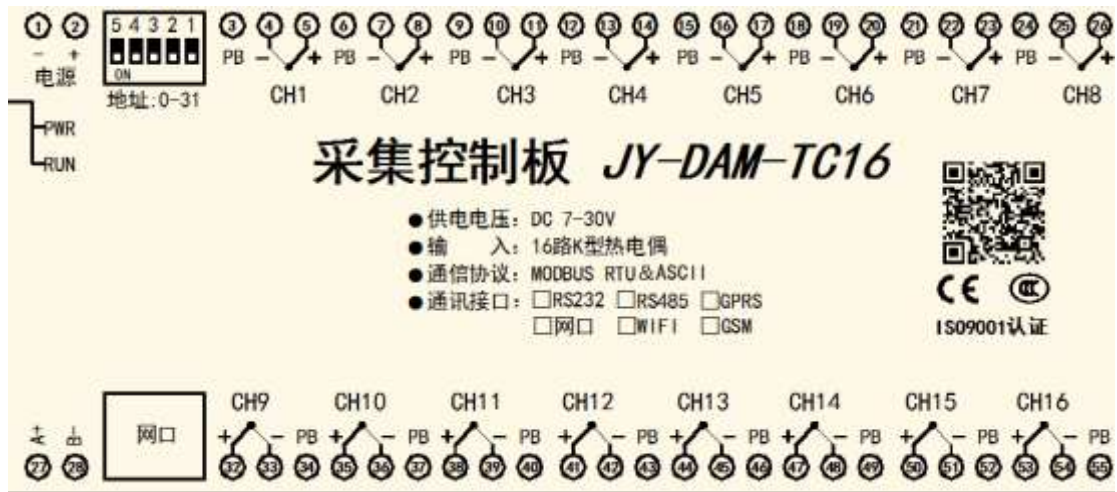 1 2 5 4 3 2 1 3 4 5 6 7 8 9 10 11 12 13 14 15 16 17 18 19 20 21 22 23 24 25 26
- + ON PB - + PB - + PB - + PB - + PB - + PB - + PB - + PB - +
电源 地址:0-31 CH1 CH2 CH3 CH4 CH5 CH6 CH7 CH8
PWR
RUN
采集控制板 JY-DAM-TC16
●供电电压: DC 7-30V
●输 入: 16路K型热电偶
●通信协议: MODBUS RTU&ASCII
●通讯接口: □RS232 □RS485 □GPRS
□网口 □WIFI □GSM
CE CCC
ISO9001认证
CH9 CH10 CH11 CH12 CH13 CH14 CH15 CH16
A+ B- 网口 + - PB + - PB + - PB + - PB + - PB + - PB + - PB + - PB
27 28 32 33 34 35 36 37 38 39 40 41 42 43 44 45 46 47 48 49 50 51 52 53 54 55